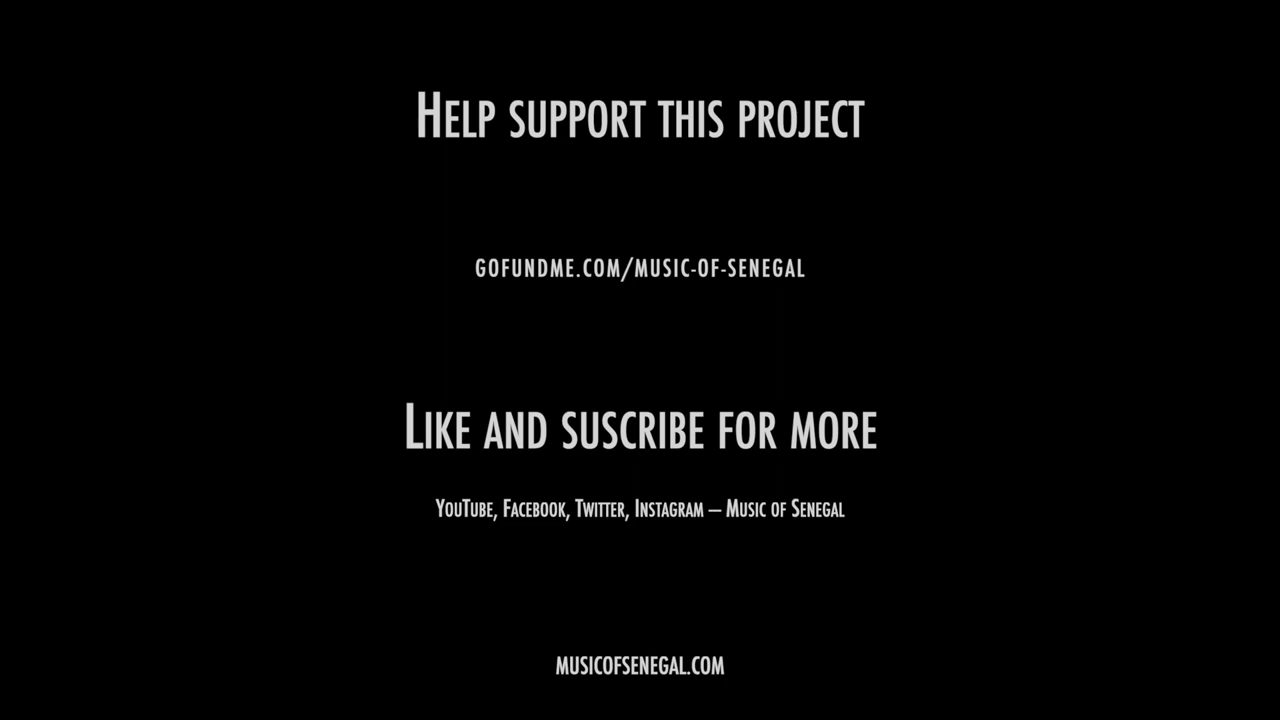 Help support this project
GOFUNDME.COM/MUSIC-OF-SENEGAL
Like and suscribe for more
YouTube, Facebook, Twitter, Instagram – Music of Senegal
MUSICOFSENEGAL.COM